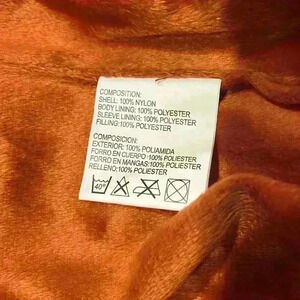 COMPOSITION:
SHELL: 100% NYLON
BODY LINING: 100% POLYESTER
SLEEVE LINING:100% POLYESTER
FILLING:100% POLYESTER
COMPOSICION:
EXTERIOR: 100% POLIAMIDA
FORRO EN CUERPO:100% POLIESTER
FORRO EN MANGAS:100% POLIESTER
RELLENO:100% POLIESTER
40°